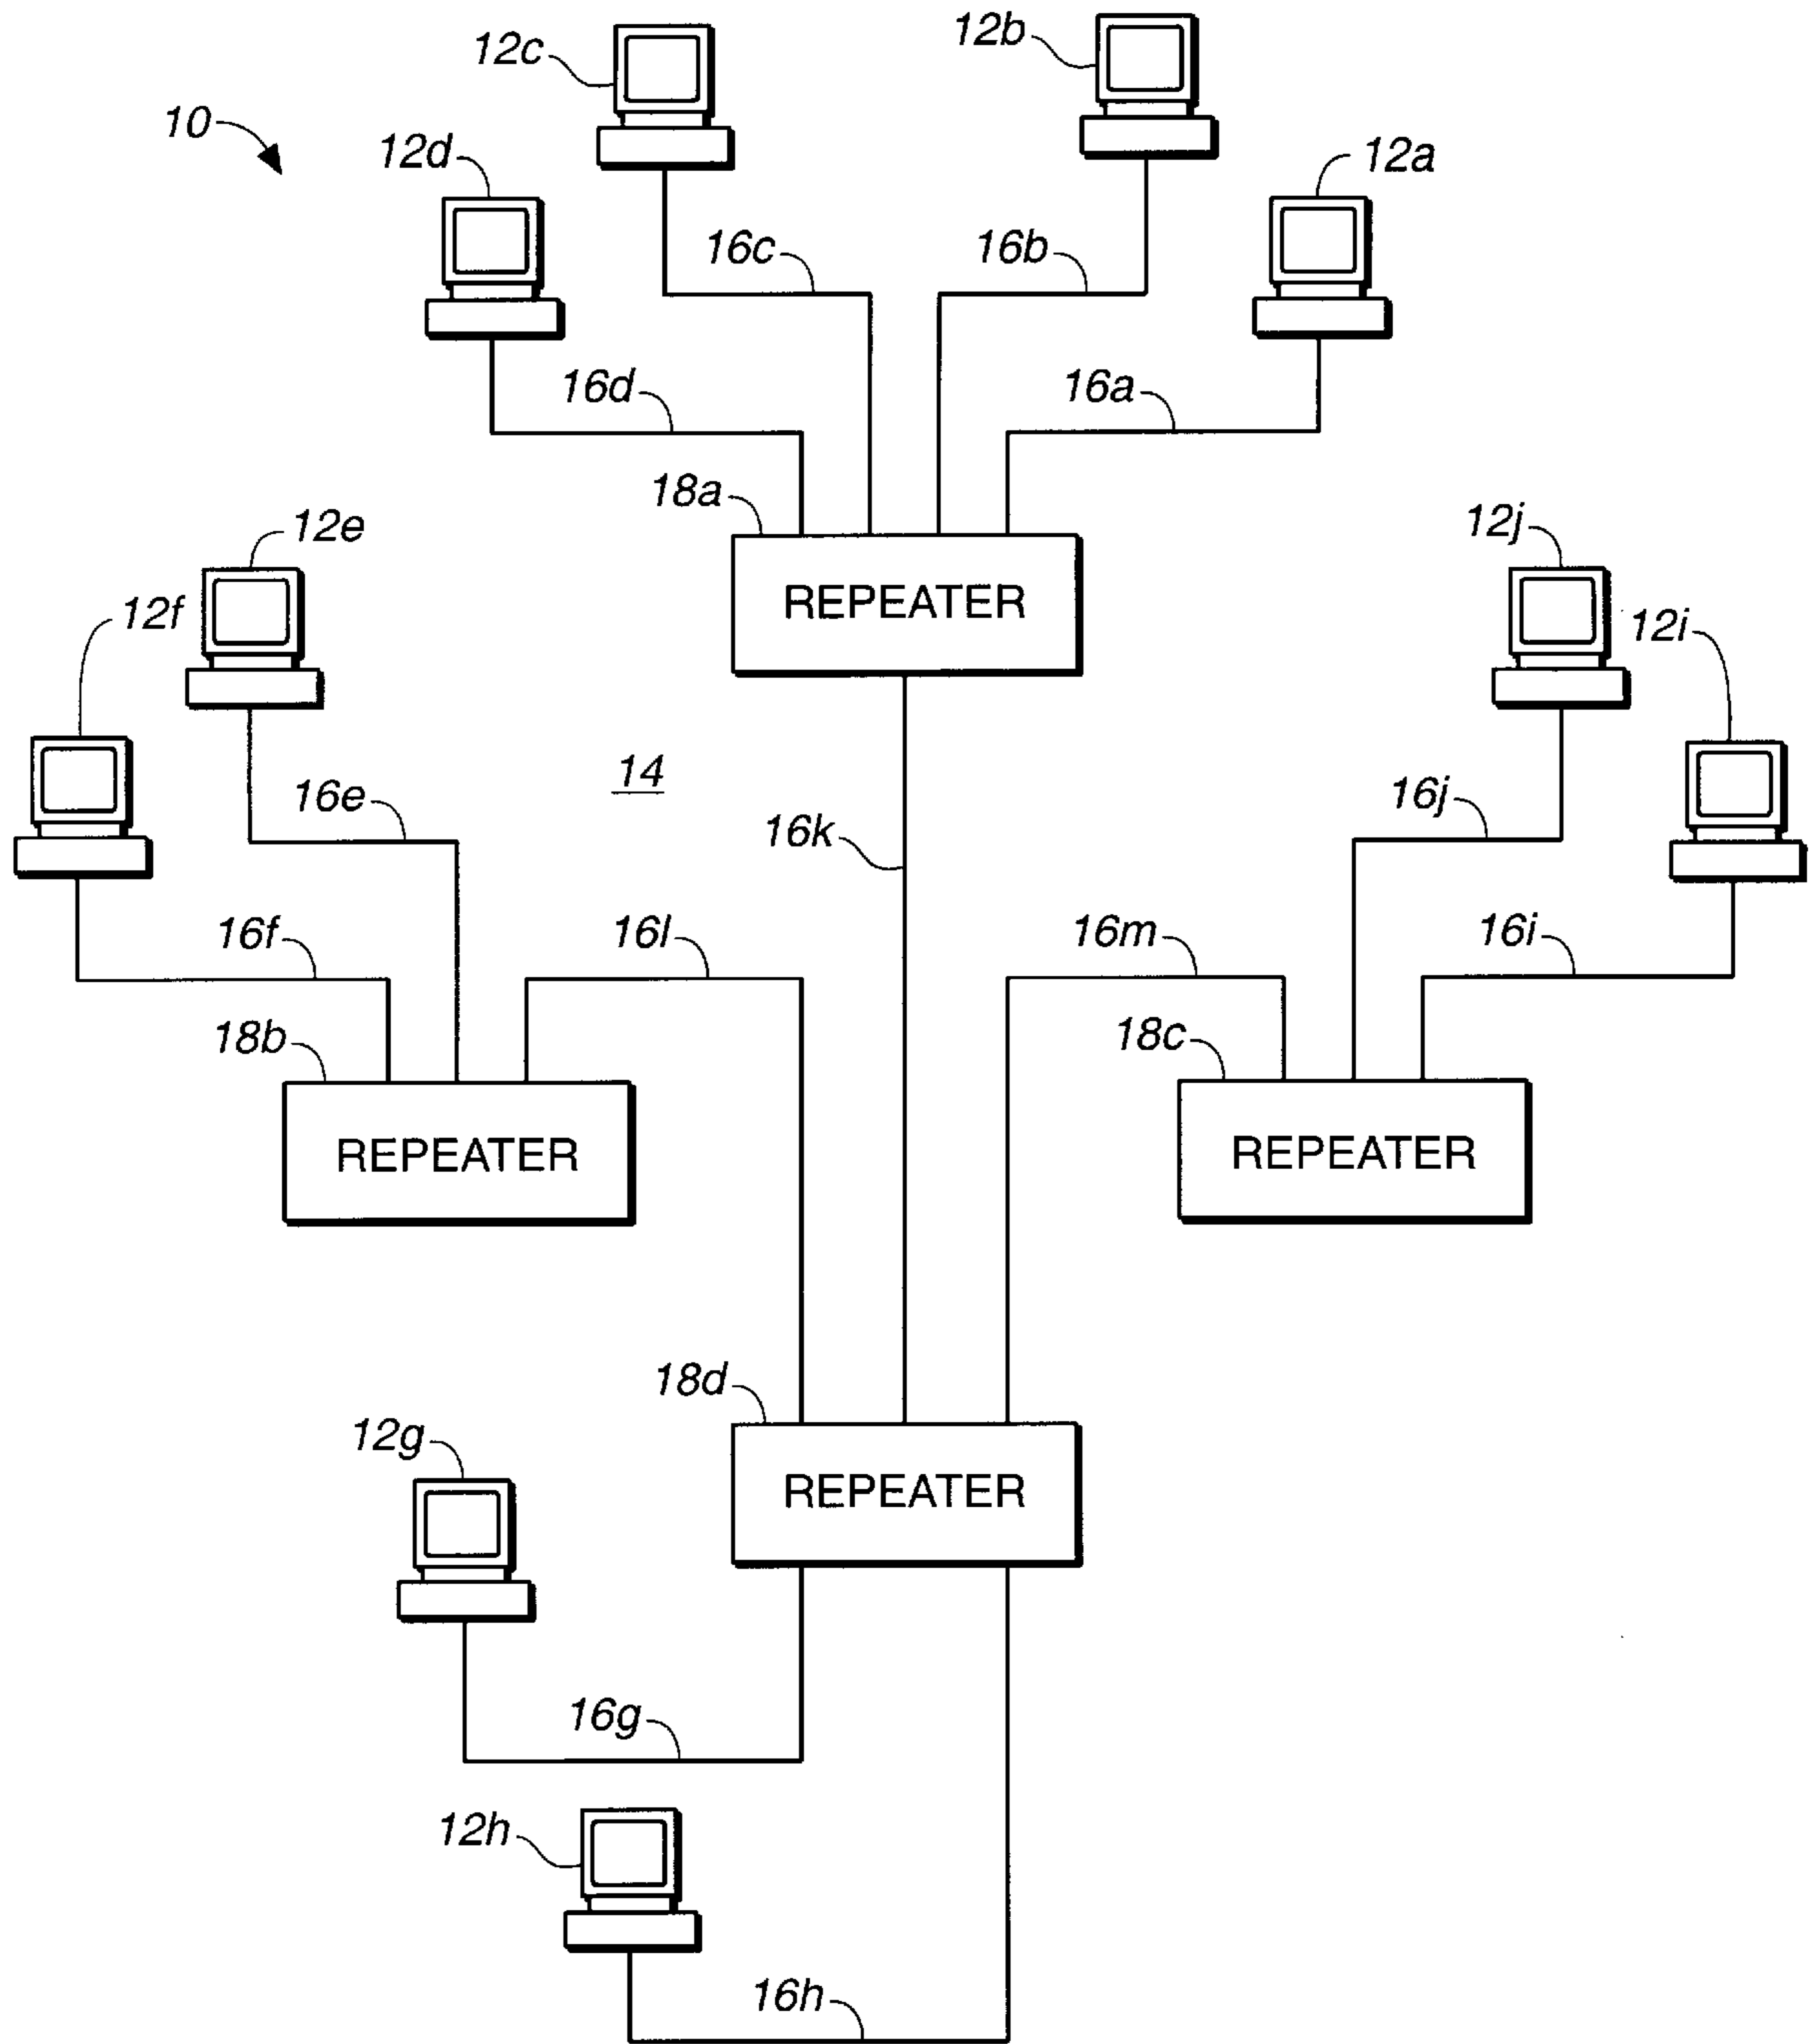 12c
12b
10
12d
12a
16c
16b
16d
16a
18a
12e
12j
REPEATER
12f
12i
14
16e
16j
16k
16f
16l
16m
16i
18b
18c
REPEATER
REPEATER
18d
12g
REPEATER
16g
12h
16h